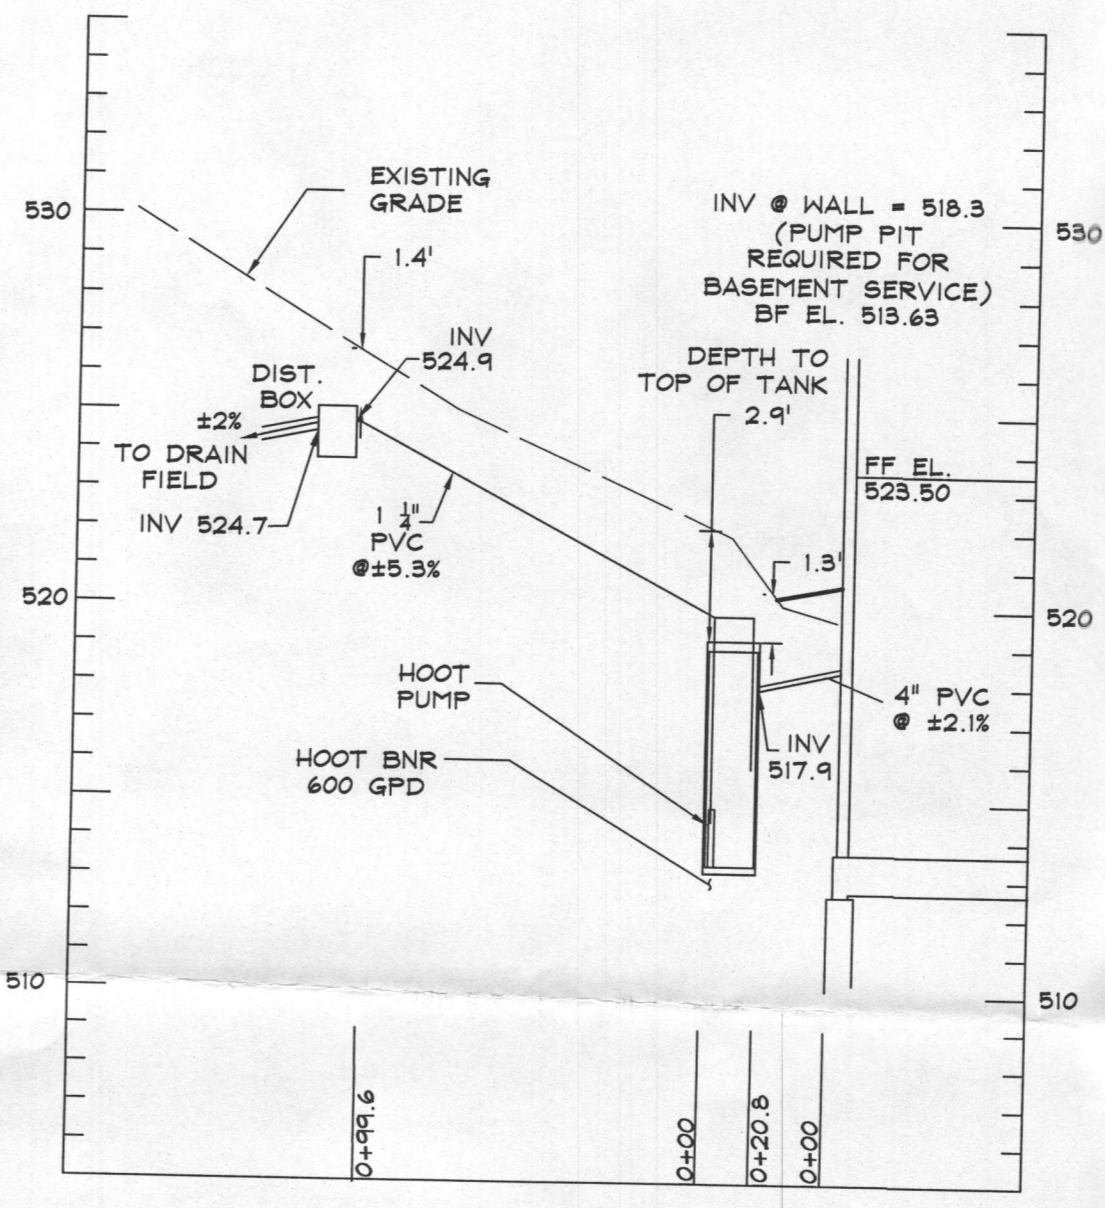 530
EXISTING
GRADE
1.4'
INV @ WALL = 518.3
(PUMP PIT
REQUIRED FOR
BASEMENT SERVICE)
BF EL. 513.63
530
INV
524.9
DIST.
BOX
±2%
TO DRAIN
FIELD
INV 524.7
DEPTH TO
TOP OF TANK
2.9'
FF EL.
523.50
1 1/4"
PVC
@±5.3%
1.3'
520
520
HOOT
PUMP
4" PVC
@ ±2.1%
INV
517.9
HOOT BNR
600 GPD
510
510
0+99.6
0+00
0+20.8
0+00